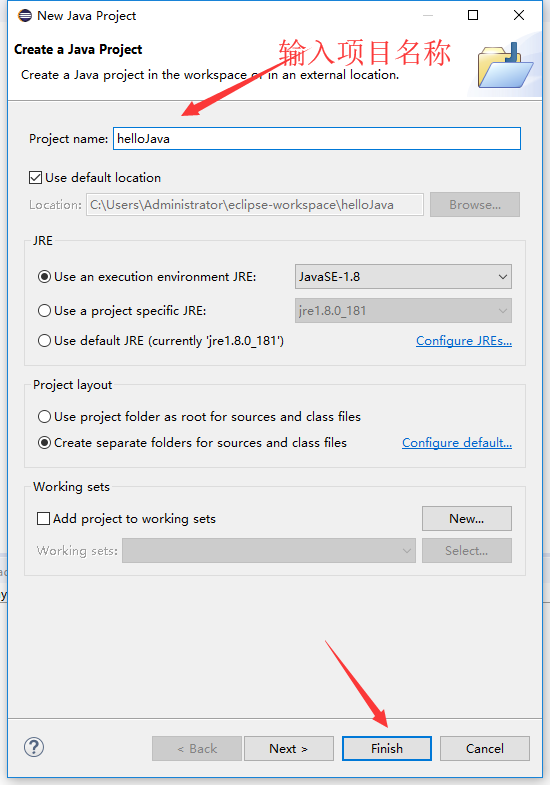 New Java Project
Create a Java Project
输入项目名称
Create a Java project in the workspace or in an external location.
Project name: helloJava
Use default location
Location: C:\Users\Administrator\eclipse-workspace\helloJava Browse...
JRE
Use an execution environment JRE: JavaSE-1.8
Use a project specific JRE: jre1.8.0_181
Use default JRE (currently 'jre1.8.0_181') Configure JREs...
Project layout
Use project folder as root for sources and class files
Create separate folders for sources and class files Configure default...
Working sets
Add project to working sets New...
Working sets: Select...
? < Back Next > Finish Cancel